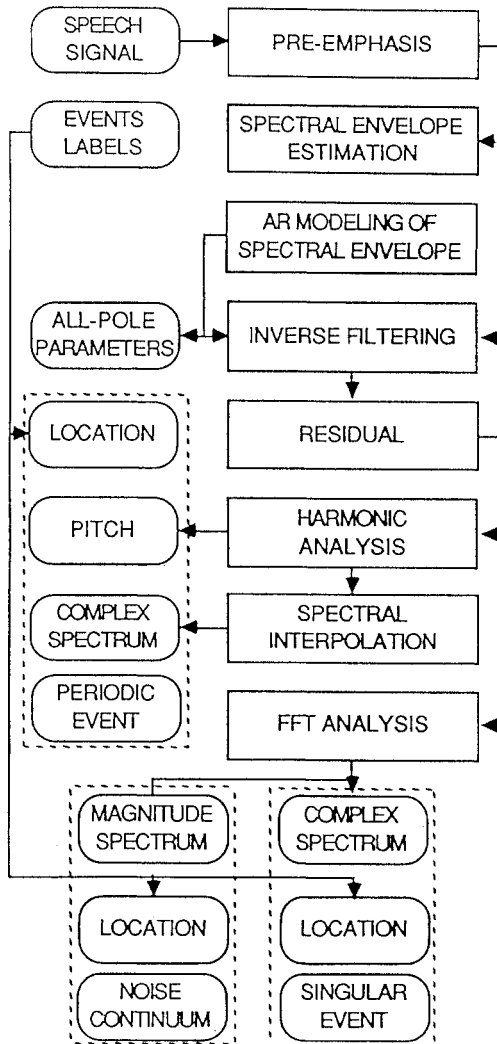 SPEECH
SIGNAL
PRE-EMPHASIS
EVENTS
LABELS
SPECTRAL ENVELOPE
ESTIMATION
AR MODELING OF
SPECTRAL ENVELOPE
ALL-POLE
PARAMETERS
INVERSE FILTERING
LOCATION
RESIDUAL
PITCH
HARMONIC
ANALYSIS
COMPLEX
SPECTRUM
SPECTRAL
INTERPOLATION
PERIODIC
EVENT
FFT ANALYSIS
MAGNITUDE
SPECTRUM
COMPLEX
SPECTRUM
LOCATION
LOCATION
NOISE
CONTINUUM
SINGULAR
EVENT